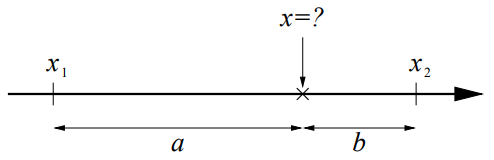 x=?
x₁ x₂
a b